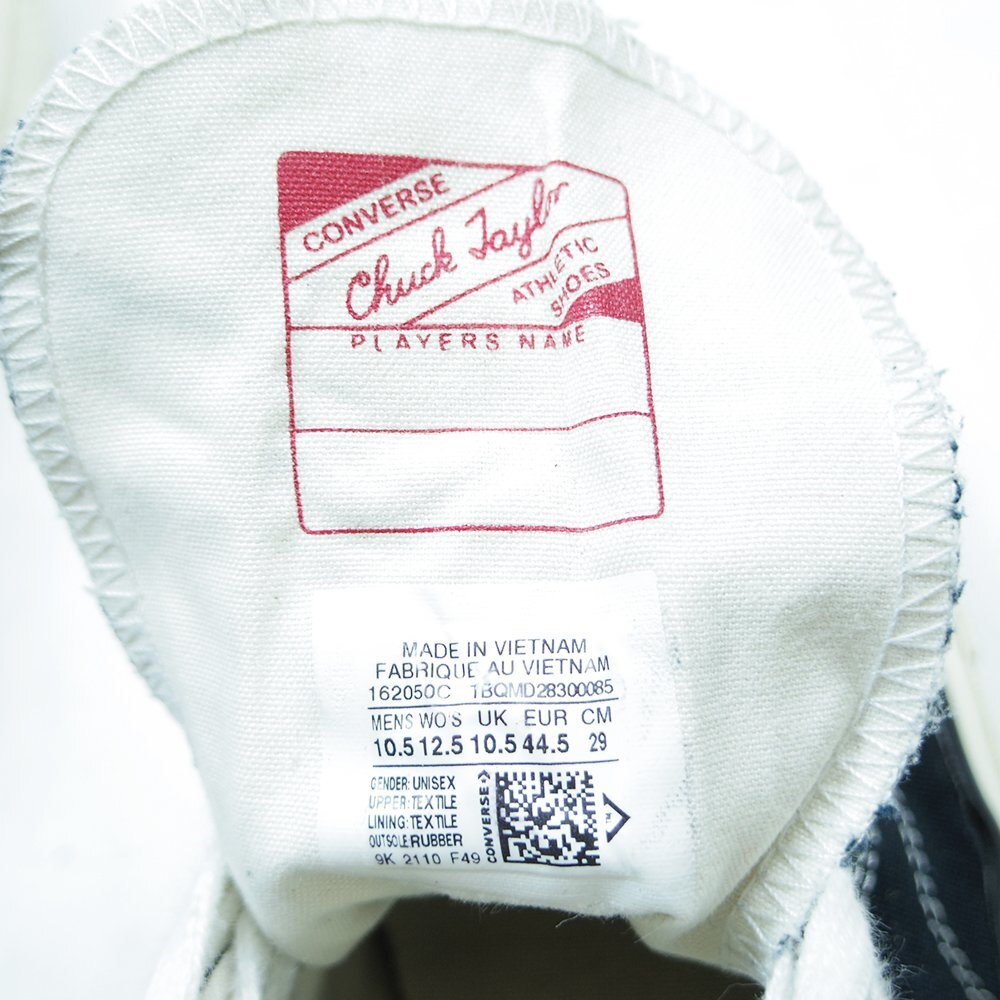 CONVERSE
Chuck Taylor
ATHLETIC
SHOES
PLAYERS NAME
MADE IN VIETNAM
FABRIQUE AU VIETNAM
162050C 1BQMD28300085
MENS WO'S UK EUR CM
10.5 12.5 10.5 44.5 29
GENDER: UNISEX
UPPER: TEXTILE
LINING: TEXTILE
OUTSOLE RUBBER
9K 2110 F49
CONVERSE